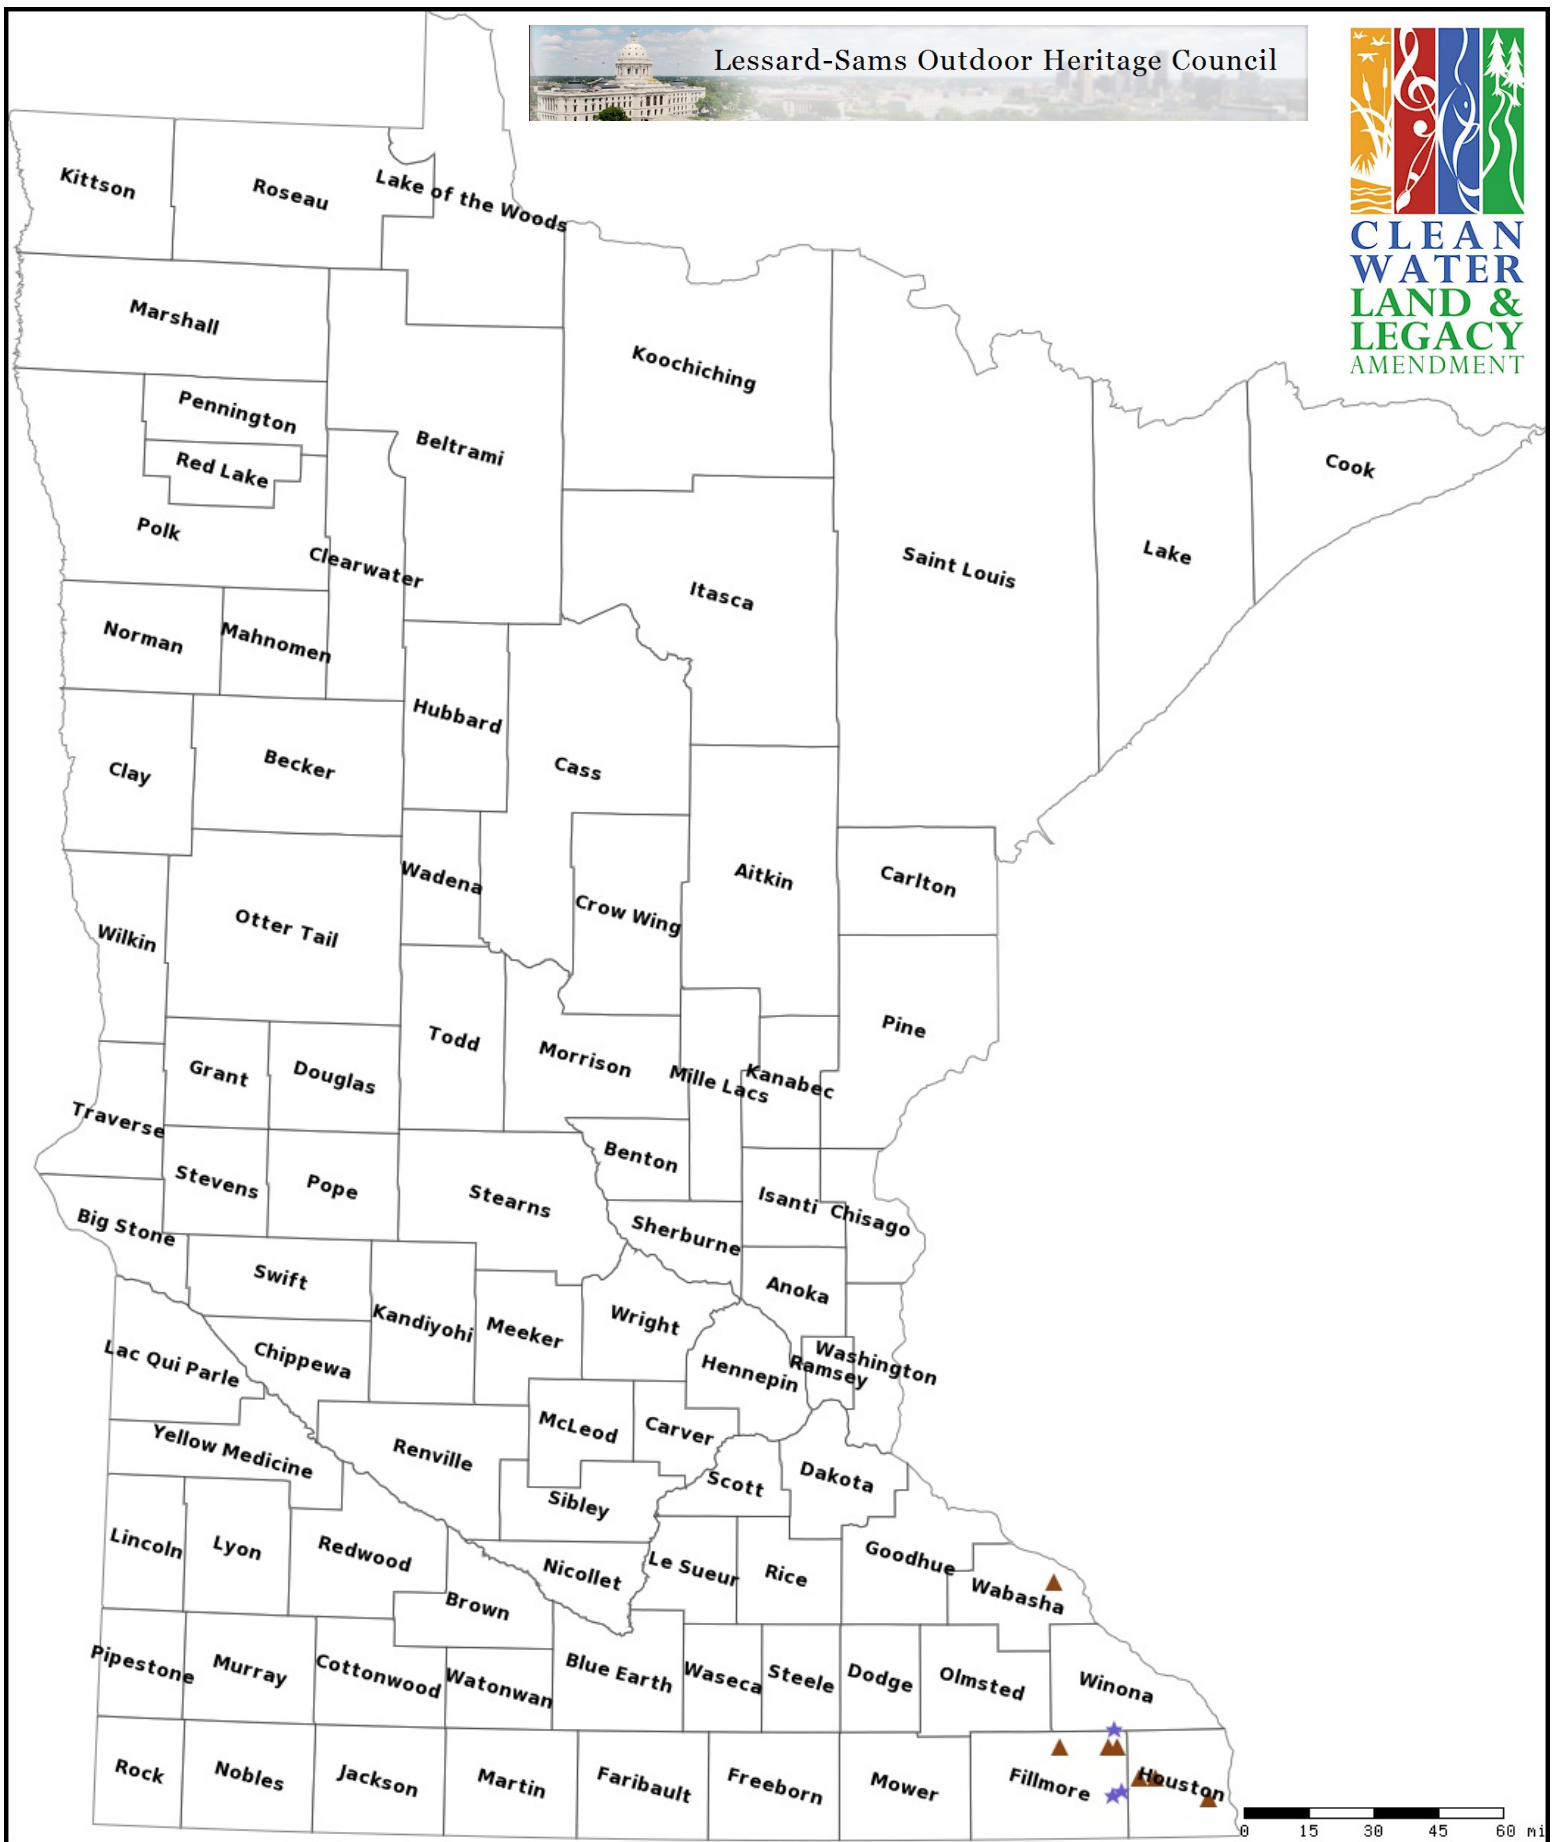 Lessard-Sams Outdoor Heritage Council
CLEAN
WATER
LAND &
LEGACY
AMENDMENT
Kittson
Roseau
Lake of the Woods
Marshall
Koochiching
Pennington
Beltrami
Red Lake
Cook
Polk
Clearwater
Saint Louis
Lake
Itasca
Norman
Mahnomen
Hubbard
Clay
Becker
Cass
Wadena
Aitkin
Carlton
Crow Wing
Otter Tail
Wilkin
Todd
Pine
Morrison
Grant
Douglas
Mille Lacs
Kanabec
Traverse
Benton
Stevens
Pope
Stearns
Isanti
Chisago
Big Stone
Sherburne
Swift
Anoka
Kandiyohi
Meeker
Wright
Lac Qui Parle
Chippewa
Hennepin
Ramsey
Washington
McLeod
Carver
Yellow Medicine
Renville
Scott
Dakota
Sibley
Lincoln
Lyon
Redwood
Nicollet
Le Sueur
Rice
Goodhue
Wabasha
Brown
Pipestone
Murray
Cottonwood
Watonwan
Blue Earth
Waseca
Steele
Dodge
Olmsted
Winona
Rock
Nobles
Jackson
Martin
Faribault
Freeborn
Mower
Fillmore
Houston
0 15 30 45 60 mi